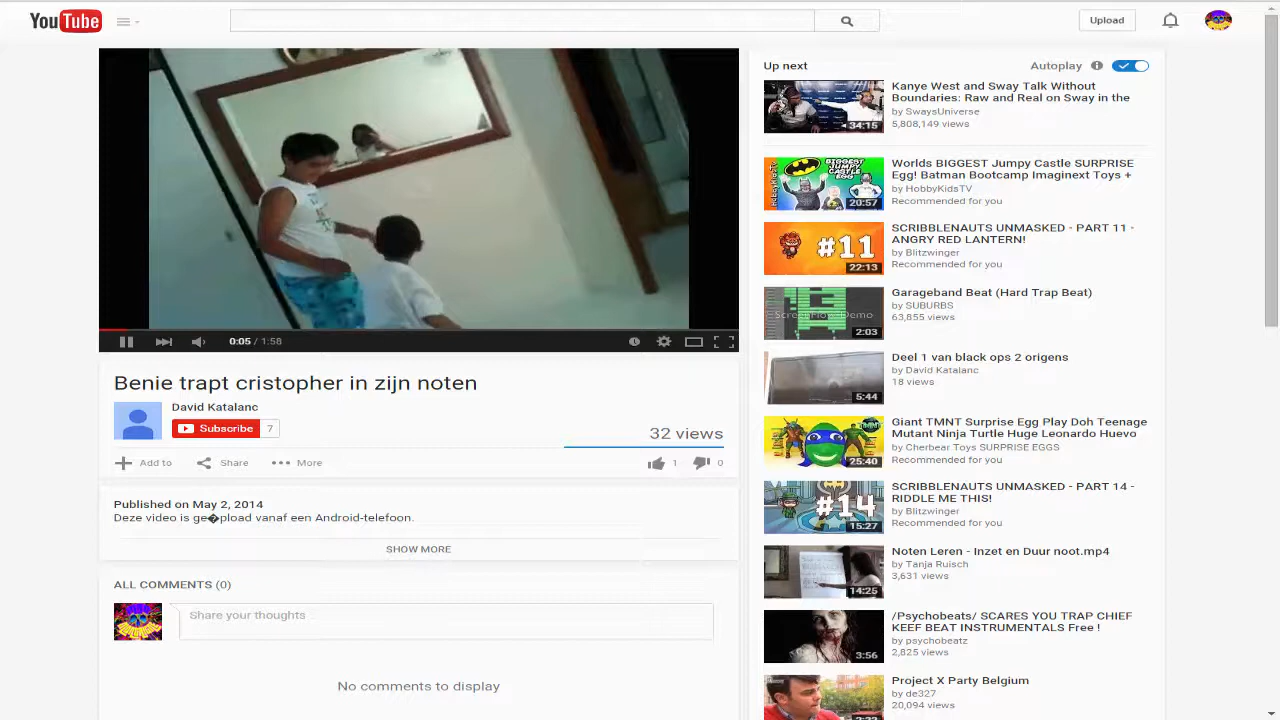 YouTube
Upload
0:05 / 1:58
Benie trapt cristopher in zijn noten
David Katalanc
Subscribe 7
32 views
Add to Share More 1 0
Published on May 2, 2014
Deze video is ge�pload vanaf een Android-telefoon.
SHOW MORE
ALL COMMENTS (0)
Share your thoughts
No comments to display
Up next Autoplay
34:15
Kanye West and Sway Talk Without
Boundaries: Raw and Real on Sway in the
by SwaysUniverse
5,808,149 views
BIGGEST
JUMPY
CASTLE
EGG
20:57
Worlds BIGGEST Jumpy Castle SURPRISE
Egg! Batman Bootcamp Imaginext Toys +
by HobbyKidsTV
Recommended for you
#11
22:13
SCRIBBLENAUTS UNMASKED - PART 11 -
ANGRY RED LANTERN!
by Blitzwinger
Recommended for you
2:03
Garageband Beat (Hard Trap Beat)
by SUBURBS
63,855 views
5:44
Deel 1 van black ops 2 origens
by David Katalanc
18 views
25:40
Giant TMNT Surprise Egg Play Doh Teenage
Mutant Ninja Turtle Huge Leonardo Huevo
by Cherbear Toys SURPRISE EGGS
Recommended for you
#14
15:27
SCRIBBLENAUTS UNMASKED - PART 14 -
RIDDLE ME THIS!
by Blitzwinger
Recommended for you
14:25
Noten Leren - Inzet en Duur noot.mp4
by Tanja Ruisch
3,631 views
3:56
/Psychobeats/ SCARES YOU TRAP CHIEF
KEEF BEAT INSTRUMENTALS Free !
by psychobeatz
2,825 views
Project X Party Belgium
by de327
20,094 views